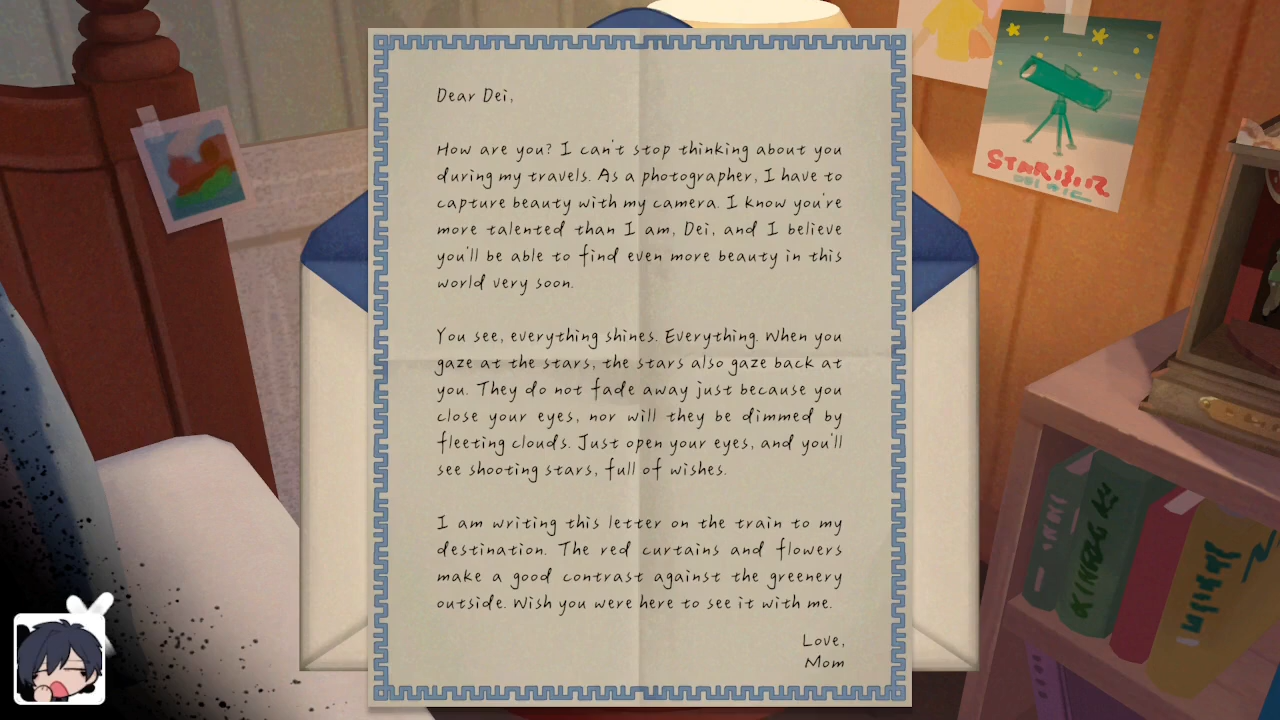 Dear Dei,
How are you? I can't stop thinking about you
during my travels. As a photographer, I have to
capture beauty with my camera. I know you're
more talented than I am, Dei, and I believe
you'll be able to find even more beauty in this
world very soon.
You see, everything shines. Everything. When you
gaze at the stars, the stars also gaze back at
you. They do not fade away just because you
close your eyes, nor will they be dimmed by
fleeting clouds. Just open your eyes, and you'll
see shooting stars, full of wishes.
I am writing this letter on the train to my
destination. The red curtains and flowers
make a good contrast against the greenery
outside. Wish you were here to see it with me.
Love,
Mom